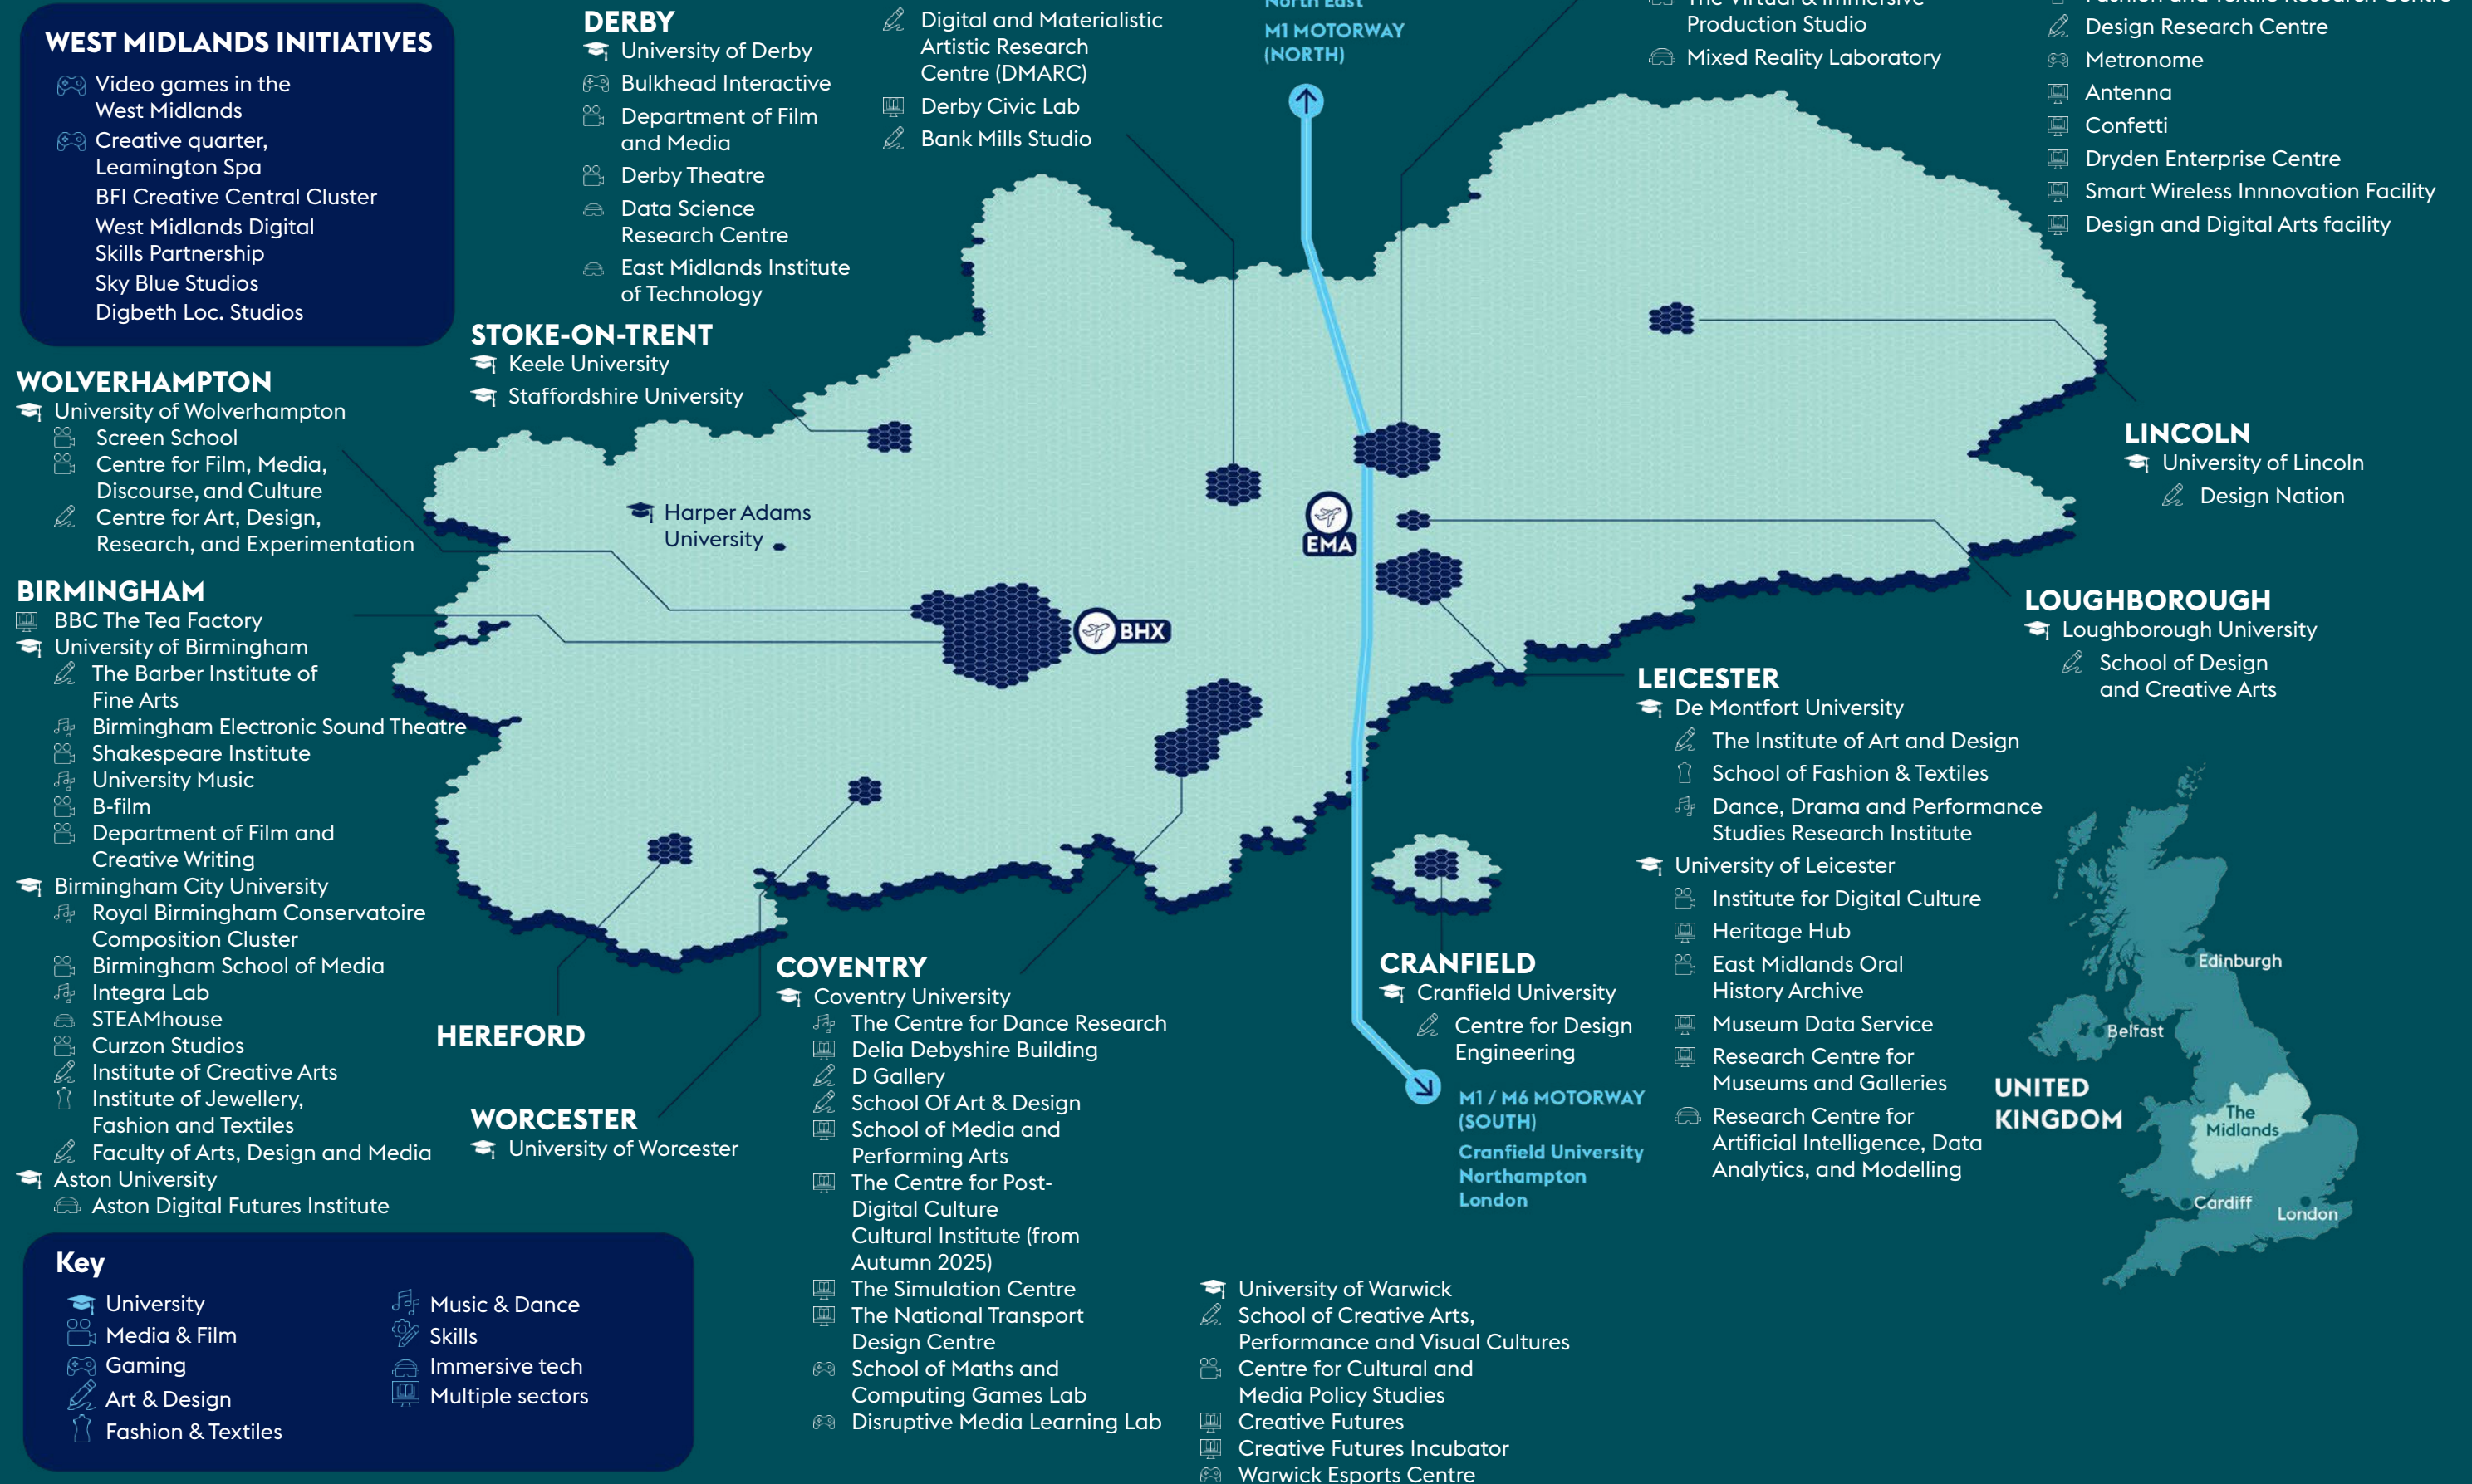 WEST MIDLANDS INITIATIVES
Video games in the
West Midlands
Creative quarter,
Leamington Spa
BFI Creative Central Cluster
West Midlands Digital
Skills Partnership
Sky Blue Studios
Digbeth Loc. Studios
DERBY
University of Derby
Bulkhead Interactive
Department of Film
and Media
Derby Theatre
Data Science
Research Centre
East Midlands Institute
of Technology
Digital and Materialistic
Artistic Research
Centre (DMARC)
Derby Civic Lab
Bank Mills Studio
North East
M1 MOTORWAY
(NORTH)
The Virtual & Immersive
Production Studio
Mixed Reality Laboratory
Fashion and Textile Research Centre
Design Research Centre
Metronome
Antenna
Confetti
Dryden Enterprise Centre
Smart Wireless Innnovation Facility
Design and Digital Arts facility
STOKE-ON-TRENT
Keele University
Staffordshire University
WOLVERHAMPTON
University of Wolverhampton
Screen School
Centre for Film, Media,
Discourse, and Culture
Centre for Art, Design,
Research, and Experimentation
Harper Adams
University
EMA
BHX
LINCOLN
University of Lincoln
Design Nation
LOUGHBOROUGH
Loughborough University
School of Design
and Creative Arts
BIRMINGHAM
BBC The Tea Factory
University of Birmingham
The Barber Institute of
Fine Arts
Birmingham Electronic Sound Theatre
Shakespeare Institute
University Music
B-film
Department of Film and
Creative Writing
Birmingham City University
Royal Birmingham Conservatoire
Composition Cluster
Birmingham School of Media
Integra Lab
STEAMhouse
Curzon Studios
Institute of Creative Arts
Institute of Jewellery,
Fashion and Textiles
Faculty of Arts, Design and Media
Aston University
Aston Digital Futures Institute
HEREFORD
WORCESTER
University of Worcester
COVENTRY
Coventry University
The Centre for Dance Research
Delia Debyshire Building
D Gallery
School Of Art & Design
School of Media and
Performing Arts
The Centre for Post-
Digital Culture
Cultural Institute (from
Autumn 2025)
The Simulation Centre
The National Transport
Design Centre
School of Maths and
Computing Games Lab
Disruptive Media Learning Lab
University of Warwick
School of Creative Arts,
Performance and Visual Cultures
Centre for Cultural and
Media Policy Studies
Creative Futures
Creative Futures Incubator
Warwick Esports Centre
CRANFIELD
Cranfield University
Centre for Design
Engineering
M1 / M6 MOTORWAY
(SOUTH)
Cranfield University
Northampton
London
LEICESTER
De Montfort University
The Institute of Art and Design
School of Fashion & Textiles
Dance, Drama and Performance
Studies Research Institute
University of Leicester
Institute for Digital Culture
Heritage Hub
East Midlands Oral
History Archive
Museum Data Service
Research Centre for
Museums and Galleries
Research Centre for
Artificial Intelligence, Data
Analytics, and Modelling
UNITED
KINGDOM
Edinburgh
Belfast
The
Midlands
Cardiff
London
Key
University
Media & Film
Gaming
Art & Design
Fashion & Textiles
Music & Dance
Skills
Immersive tech
Multiple sectors